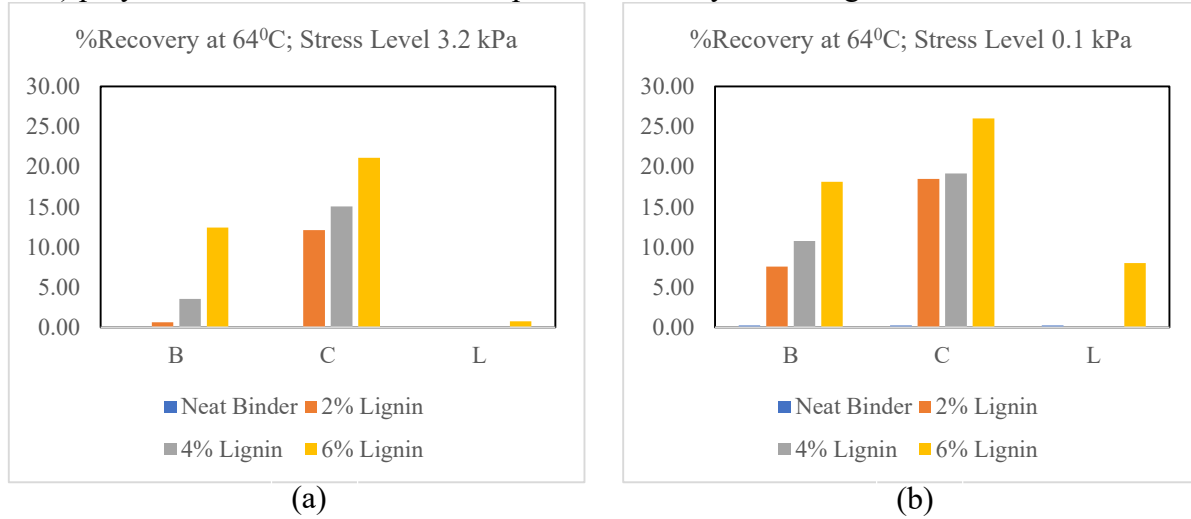 %Recovery at 64⁰C; Stress Level 3.2 kPa
30.00
25.00
20.00
15.00
10.00
5.00
0.00
B C L
Neat Binder 2% Lignin
4% Lignin 6% Lignin
(a)
%Recovery at 64⁰C; Stress Level 0.1 kPa
30.00
25.00
20.00
15.00
10.00
5.00
0.00
B C L
Neat Binder 2% Lignin
4% Lignin 6% Lignin
(b)